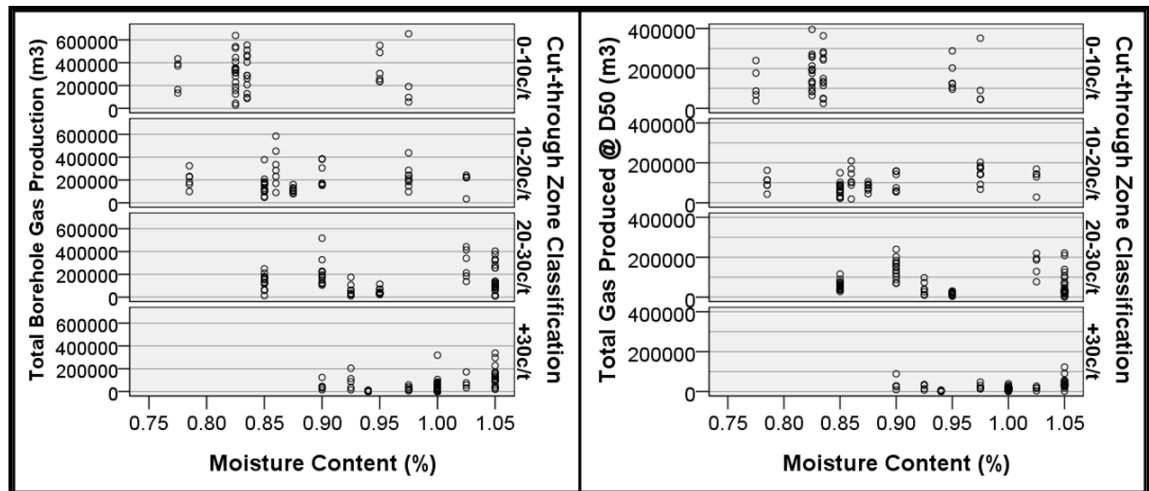 Total Borehole Gas Production (m3)
600000
400000
200000
0
600000
400000
200000
0
600000
400000
200000
0
600000
400000
200000
0
0-10c/t
10-20c/t
20-30c/t
+30c/t
Cut-through Zone Classification
0.75 0.80 0.85 0.90 0.95 1.00 1.05
Moisture Content (%)
Total Gas Produced @ D50 (m3)
400000
200000
0
400000
200000
0
400000
200000
0
400000
200000
0
0-10c/t
10-20c/t
20-30c/t
+30c/t
Cut-through Zone Classification
0.75 0.80 0.85 0.90 0.95 1.00 1.05
Moisture Content (%)